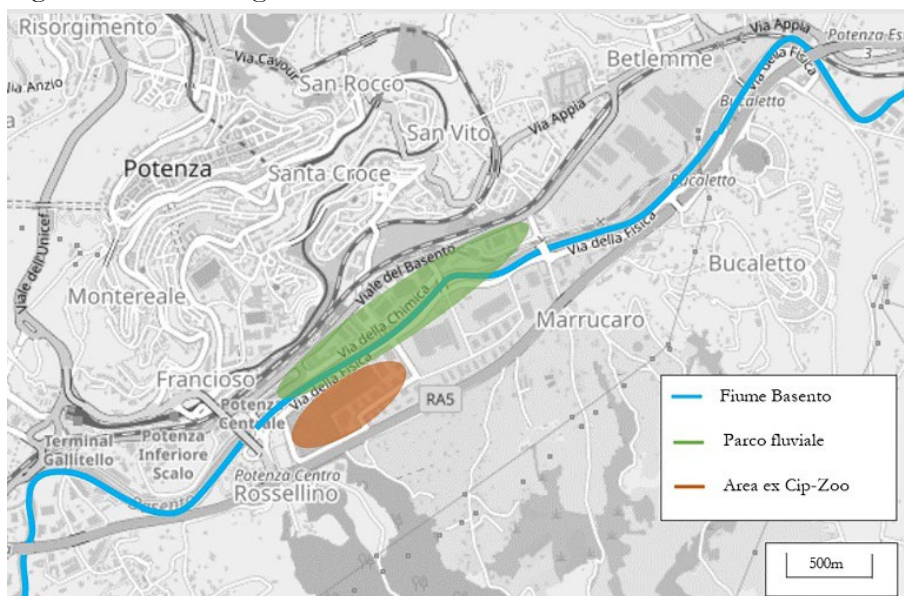 Risorgimento
Via Cavour
Via Anzio
San Rocco
Betlemme
Via Appia
Potenza Est
3
Via della Fisica
Bucaletto
San Vito
Via Appia
Potenza
Santa Croce
Bucaletto
Viale dell'Unicef
Viale del Basento
Via della Fisica
Bucaletto
Montereale
Via della Chimica
Marrucaro
Francioso
Via della Fisica
RA5
Potenza
Centrale
Terminal
Gallitello
Potenza
Inferiore
Scalo
Potenza Centro
Rossellino
Basento
Fiume Basento
Parco fluviale
Area ex Cip-Zoo
500m